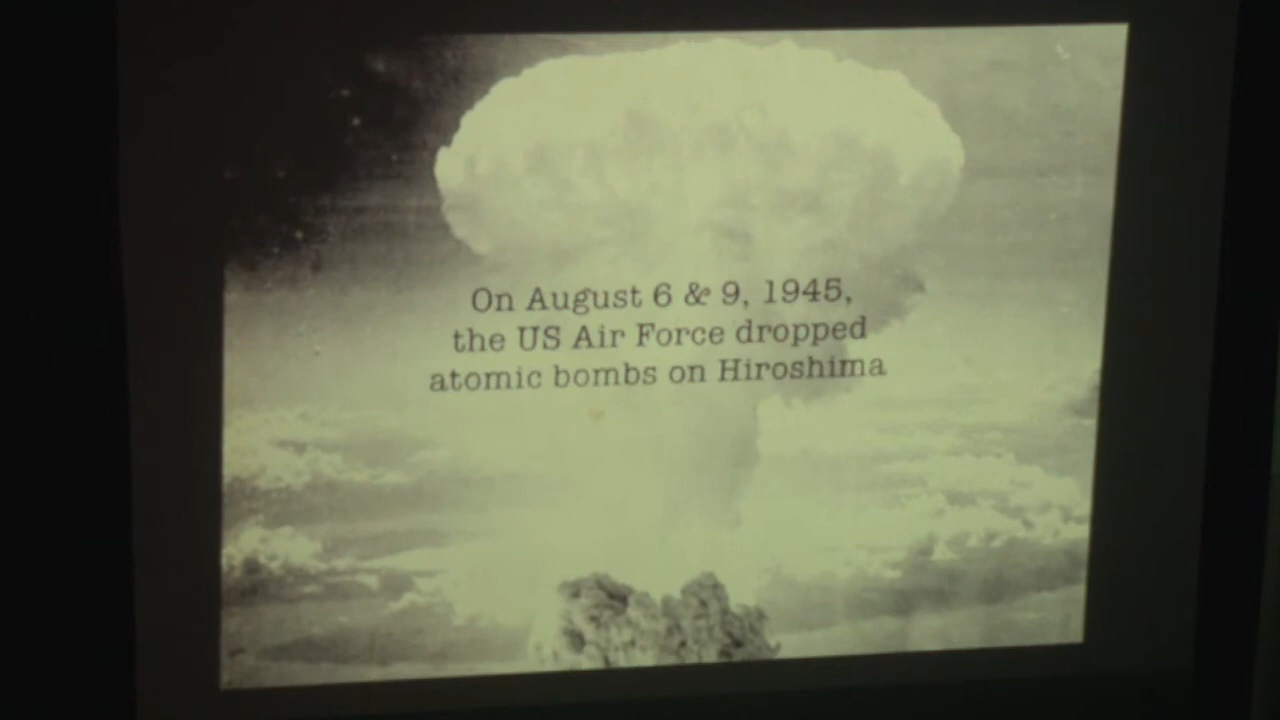 On August 6 & 9, 1945,
the US Air Force dropped
atomic bombs on Hiroshima